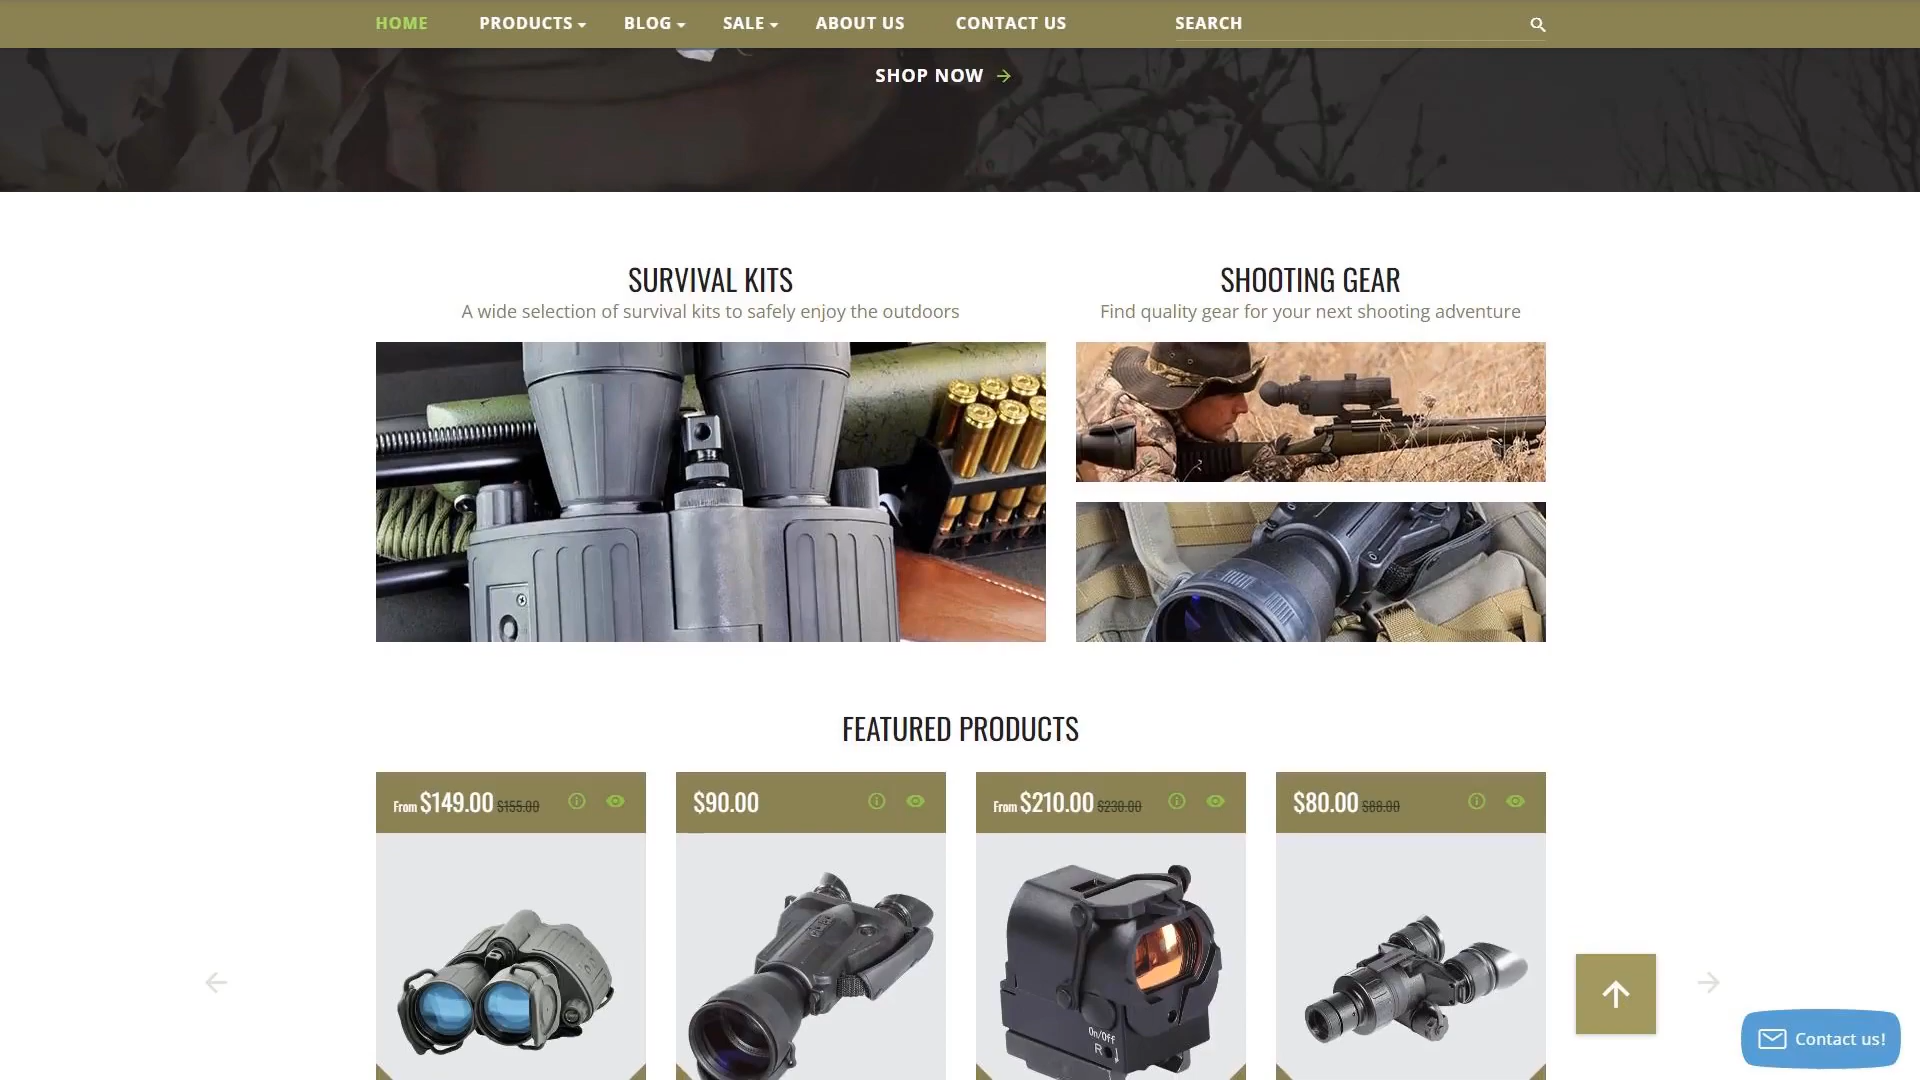 HOME PRODUCTS BLOG SALE ABOUT US CONTACT US SEARCH
SHOP NOW
SURVIVAL KITS
A wide selection of survival kits to safely enjoy the outdoors
SHOOTING GEAR
Find quality gear for your next shooting adventure
FEATURED PRODUCTS
From $149.00 $155.00
$90.00
From $210.00 $230.00
$80.00 $88.00
On/Off
R
Contact us!